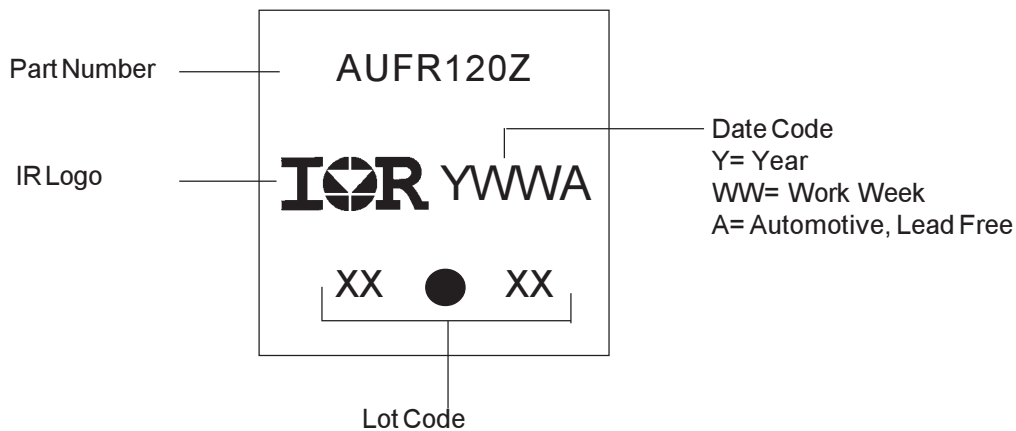 Part Number
AUFR120Z
IR Logo
IOR YWWA
Date Code
Y= Year
WW= Work Week
A= Automotive, Lead Free
XX XX
Lot Code